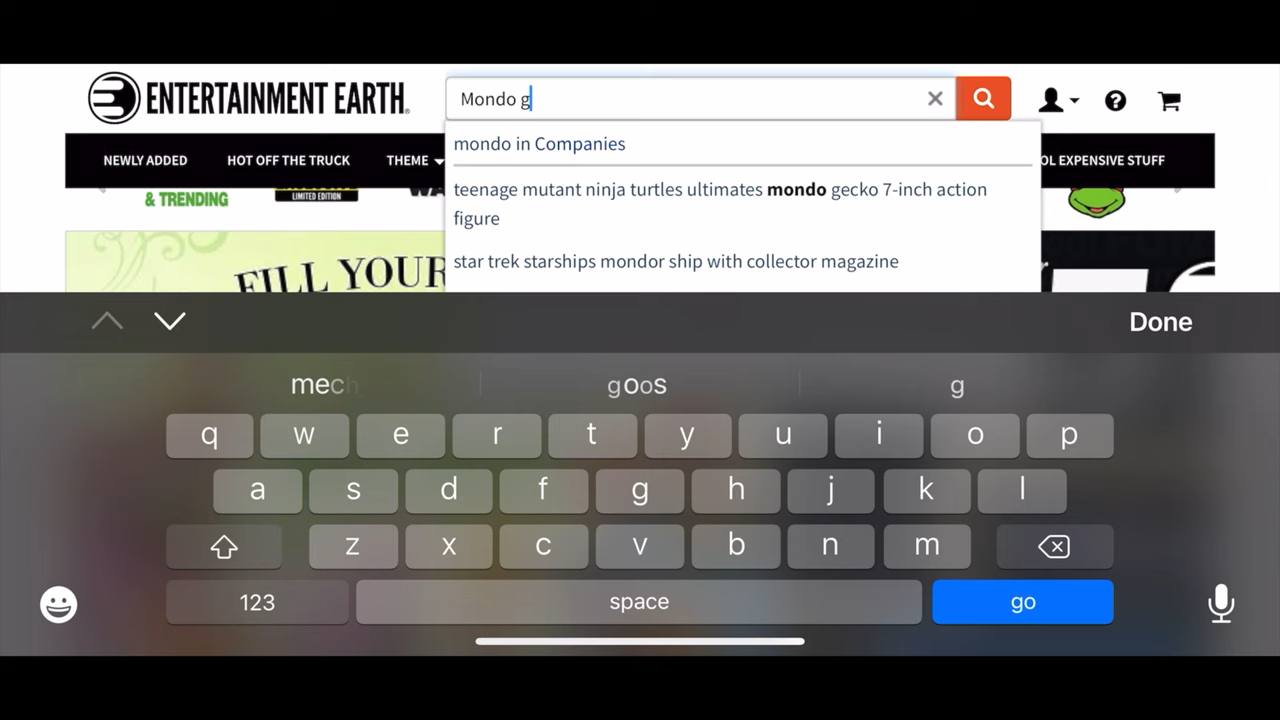 ENTERTAINMENT EARTH
Mondo g
NEWLY ADDED
HOT OFF THE TRUCK
THEME
OL EXPENSIVE STUFF
mondo in Companies
teenage mutant ninja turtles ultimates mondo gecko 7-inch action
figure
star trek starships mondor ship with collector magazine
& TRENDING
LIMITED EDITION
FILL YOUR
Done
mech
goos
g
q w e r t y u i o p
a s d f g h j k l
z x c v b n m
123
space
go